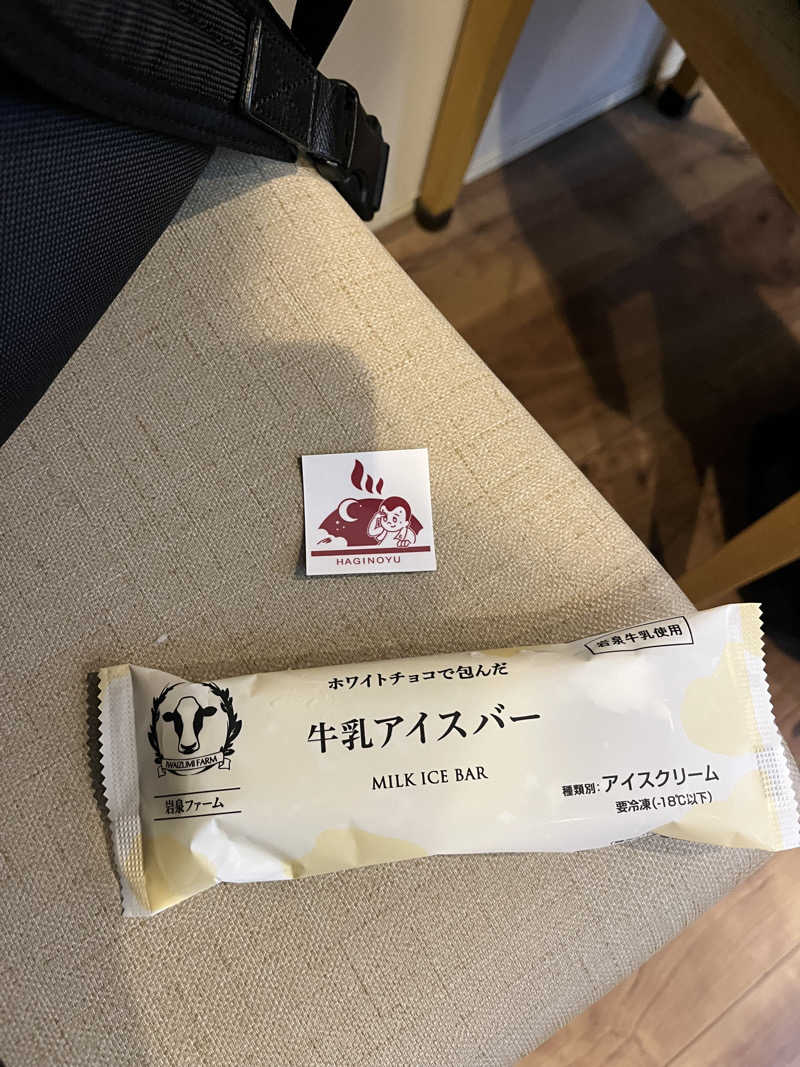 HAGINOYU
岩泉牛乳使用
ホワイトチョコで包んだ
牛乳アイスバー
MILK ICE BAR
IWAIZUMI FARM
岩泉ファーム
種類別: アイスクリーム
要冷凍(-18℃以下)